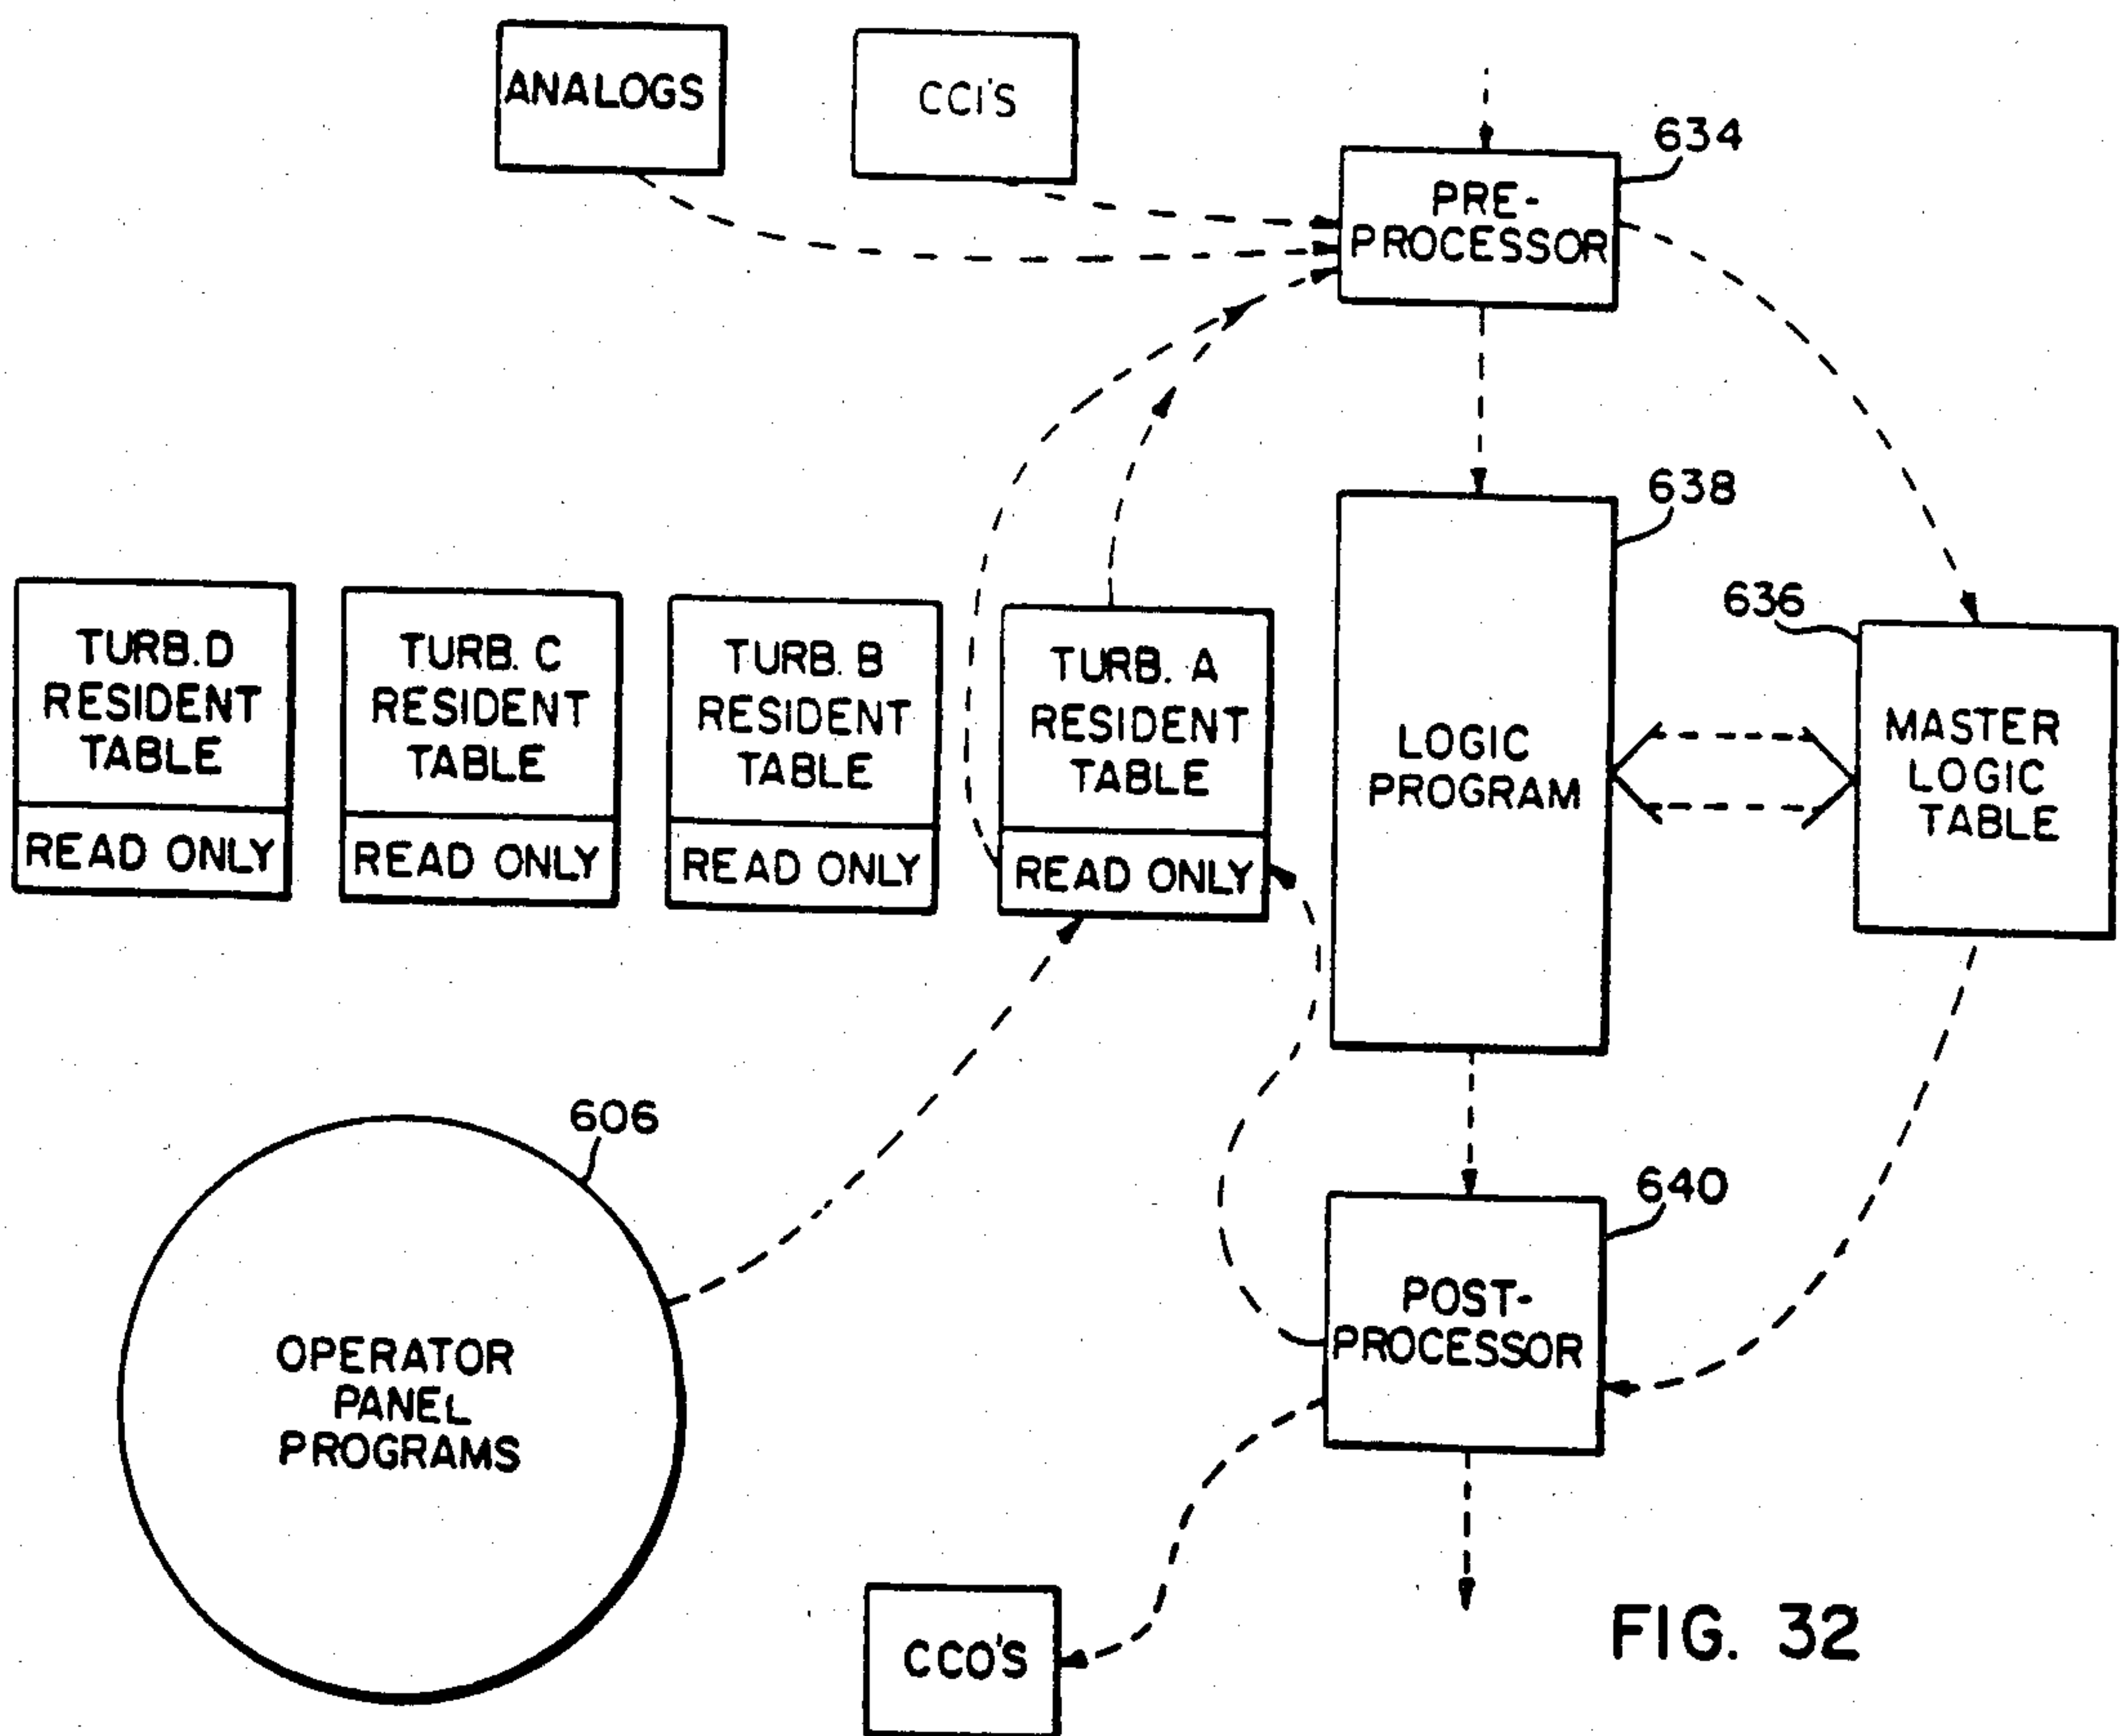 ANALOGS
CCI'S
634
PRE-
PROCESSOR
638
636
TURB. D
RESIDENT
TABLE
READ ONLY
TURB. C
RESIDENT
TABLE
READ ONLY
TURB. B
RESIDENT
TABLE
READ ONLY
TURB. A
RESIDENT
TABLE
READ ONLY
LOGIC
PROGRAM
MASTER
LOGIC
TABLE
606
OPERATOR
PANEL
PROGRAMS
640
POST-
PROCESSOR
CCO'S
FIG. 32